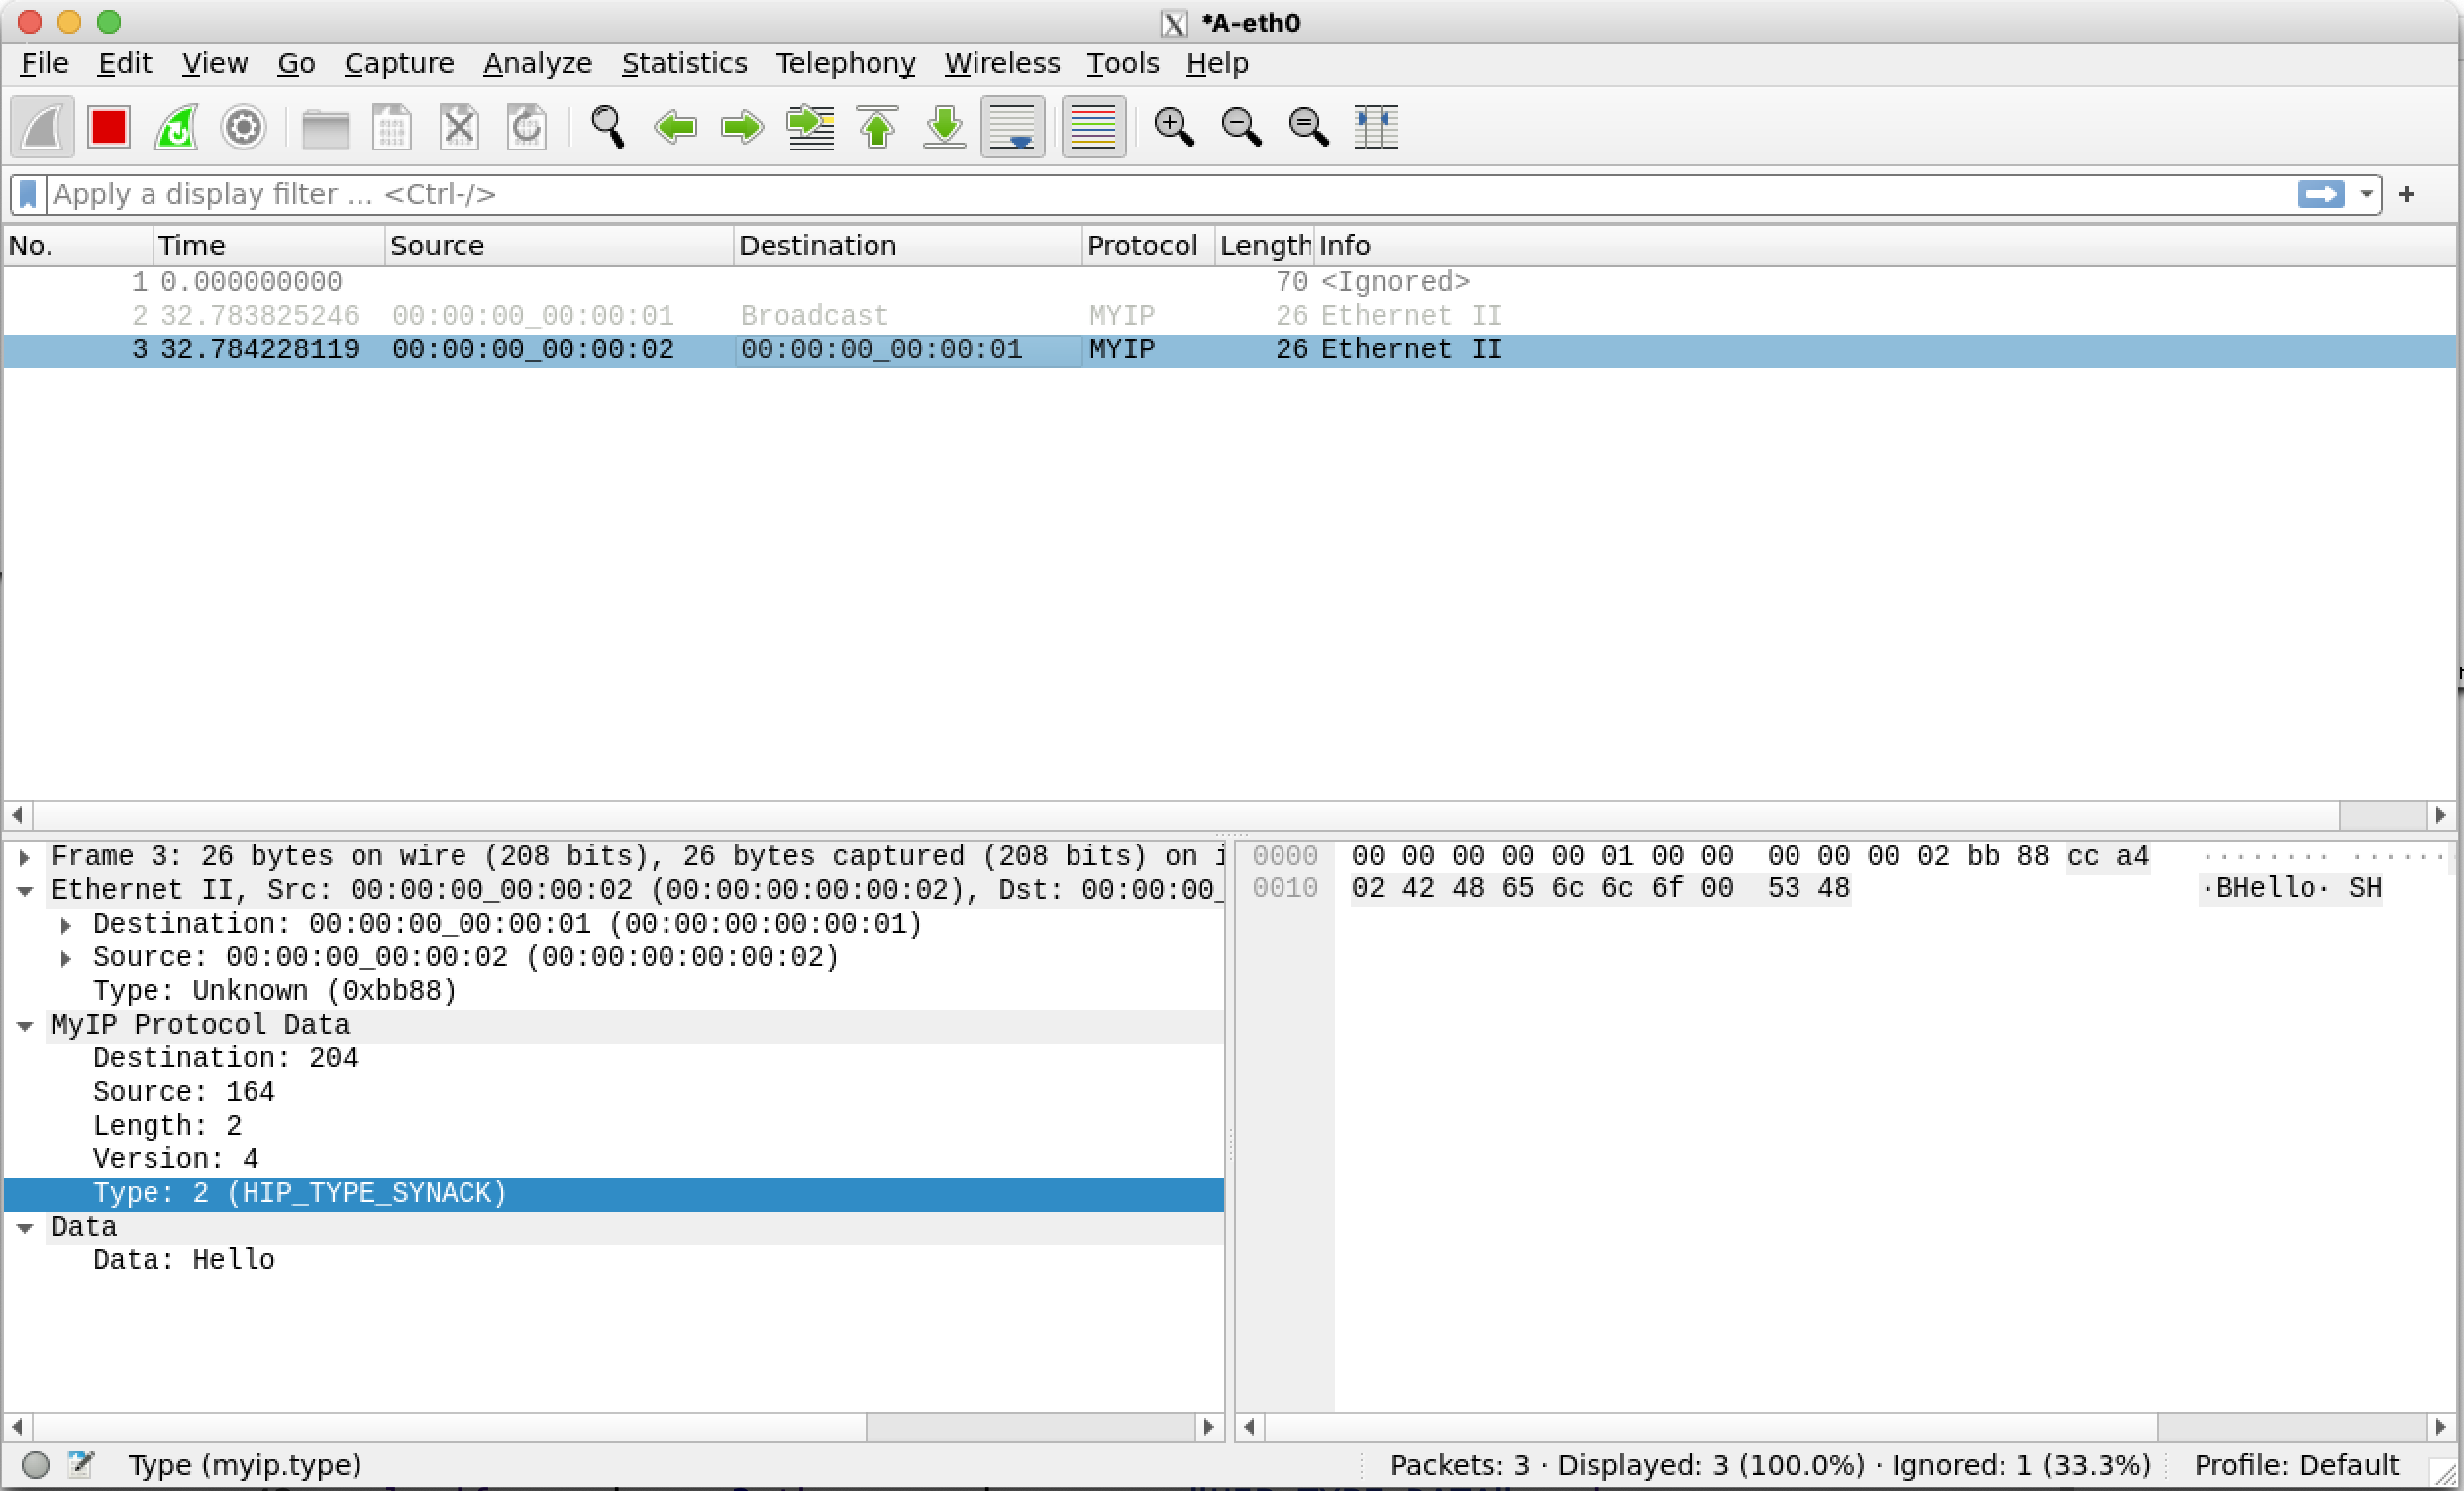 *A-eth0
File Edit View Go Capture Analyze Statistics Telephony Wireless Tools Help
Apply a display filter ... <Ctrl-/>
+
No. Time Source Destination Protocol Length Info
1 0.000000000 70 <Ignored>
2 32.783825246 00:00:00_00:00:01 Broadcast MYIP 26 Ethernet II
3 32.784228119 00:00:00_00:00:02 00:00:00_00:00:01 MYIP 26 Ethernet II
Frame 3: 26 bytes on wire (208 bits), 26 bytes captured (208 bits) on i
Ethernet II, Src: 00:00:00_00:00:02 (00:00:00:00:00:02), Dst: 00:00:00_
Destination: 00:00:00_00:00:01 (00:00:00:00:00:01)
Source: 00:00:00_00:00:02 (00:00:00:00:00:02)
Type: Unknown (0xbb88)
MyIP Protocol Data
Destination: 204
Source: 164
Length: 2
Version: 4
Type: 2 (HIP_TYPE_SYNACK)
Data
Data: Hello
0000 00 00 00 00 00 01 00 00 00 00 00 02 bb 88 cc a4 ········ ······
0010 02 42 48 65 6c 6c 6f 00 53 48 ·BHello· SH
Type (myip.type)
Packets: 3 · Displayed: 3 (100.0%) · Ignored: 1 (33.3%)
Profile: Default